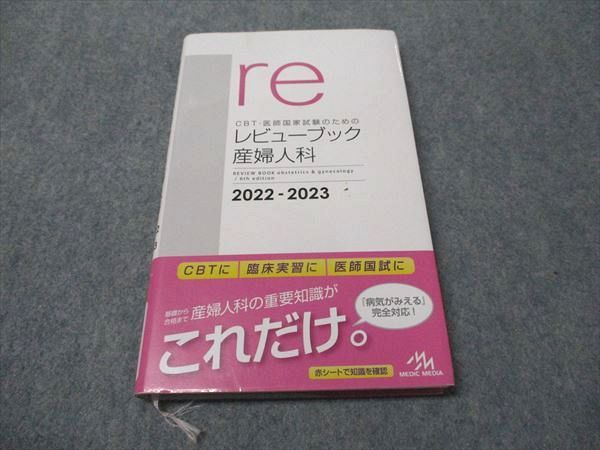 re
CBT・医師国家試験のための
レビューブック
産婦人科
REVIEW BOOK obstetrics & gynecology
/ 6th edition
2022 - 2023
CBTに 臨床実習に 医師国試に
基礎から
合格まで
産婦人科の重要知識が
これだけ。
「病気がみえる」
完全対応!
赤シートで知識を確認
MEDIC MEDIA